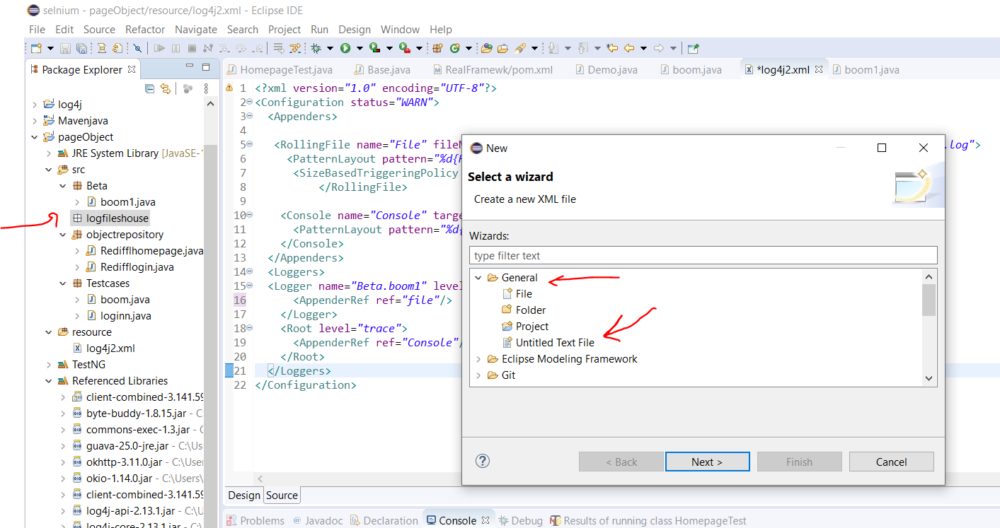 selnium - pageObject/resource/log4j2.xml - Eclipse IDE
File Edit Source Refactor Navigate Search Project Run Design Window Help
Package Explorer
HomepageTest.java Base.java RealFramewk/pom.xml Demo.java boom.java *log4j2.xml boom1.java
log4j
Mavenjava
pageObject
JRE System Library [JavaSE-1
src
Beta
boom1.java
logfileshouse
objectrepository
Redifflhomepage.java
Redifflogin.java
Testcases
boom.java
loginn.java
resource
log4j2.xml
TestNG
Referenced Libraries
client-combined-3.141.59
byte-buddy-1.8.15.jar - C:
commons-exec-1.3.jar - C
guava-25.0-jre.jar - C:\Us
okhttp-3.11.0.jar - C:\User
okio-1.14.0.jar - C:\Users\
client-combined-3.141.59
log4j-api-2.13.1.jar - C:\U
log4j-core-2.13.1.jar - C:\
1 <?xml version="1.0" encoding="UTF-8"?>
2 <Configuration status="WARN">
3 <Appenders>
4
5 <RollingFile name="File" fileN .log">
6 <PatternLayout pattern="%d{H
7 <SizeBasedTriggeringPolicy
8 </RollingFile>
9
10 <Console name="Console" targe
11 <PatternLayout pattern="%d{
12 </Console>
13 </Appenders>
14 <Loggers>
15 <Logger name="Beta.boom1" level
16 <AppenderRef ref="file"/>
17 </Logger>
18 <Root level="trace">
19 <AppenderRef ref="Console"/
20 </Root>
21 </Loggers>
22 </Configuration>
Design Source
Problems @ Javadoc Declaration Console Debug Results of running class HomepageTest
New
Select a wizard
Create a new XML file
Wizards:
type filter text
General
File
Folder
Project
Untitled Text File
Eclipse Modeling Framework
Git
? < Back Next > Finish Cancel